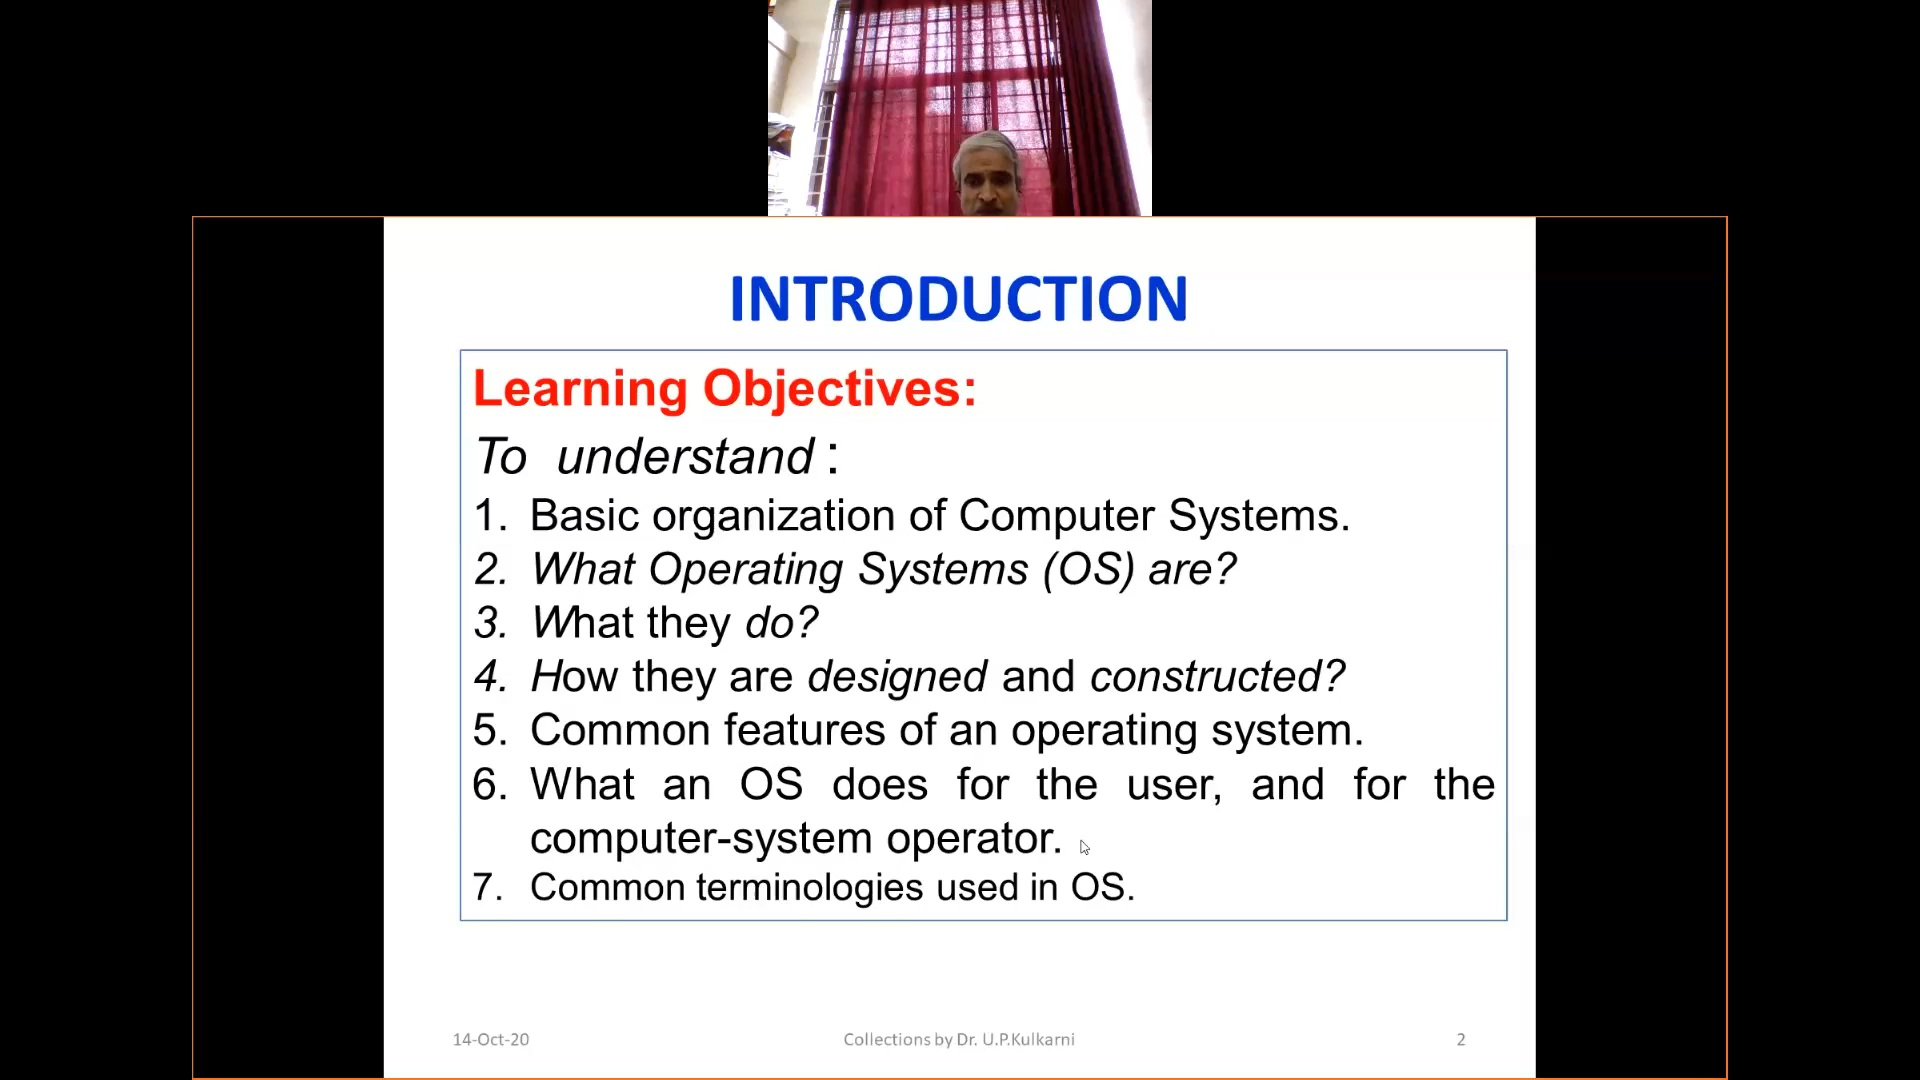 INTRODUCTION
Learning Objectives:
To understand :
1. Basic organization of Computer Systems.
2. What Operating Systems (OS) are?
3. What they do?
4. How they are designed and constructed?
5. Common features of an operating system.
6. What an OS does for the user, and for the
computer-system operator.
7. Common terminologies used in OS.
14-Oct-20
Collections by Dr. U.P.Kulkarni
2